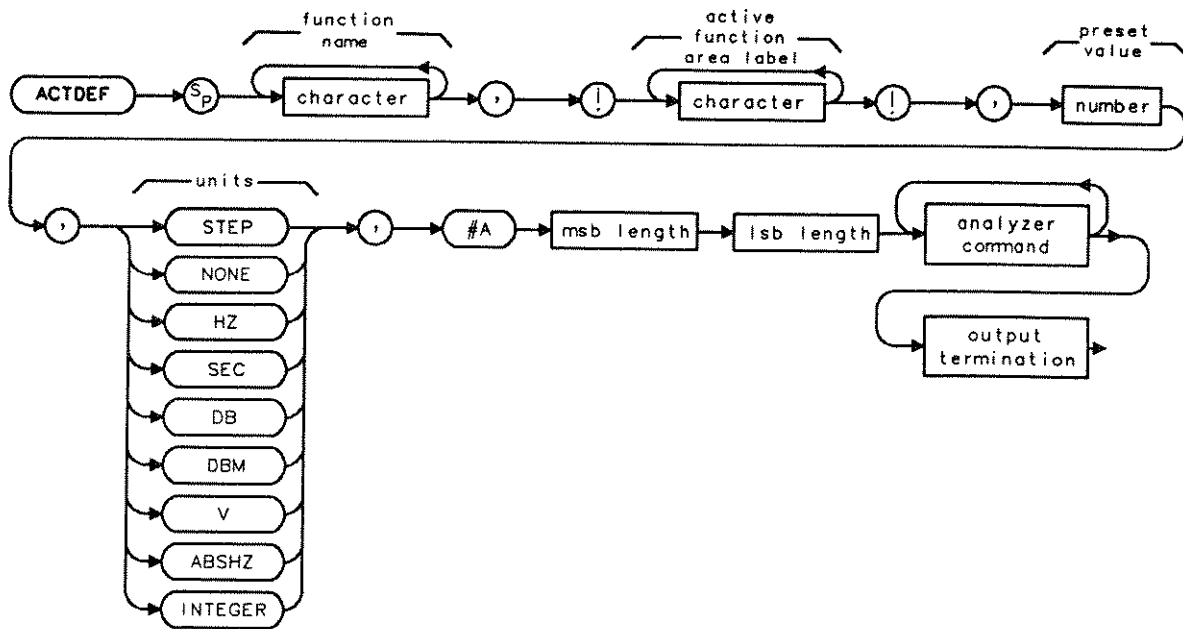 function name
active function area label
preset value
ACTDEF
SP
character
,
!
character
!
,
number
units
,
STEP
,
#A
msb length
lsb length
analyzer command
NONE
HZ
SEC
output termination
DB
DBM
V
ABSHZ
INTEGER